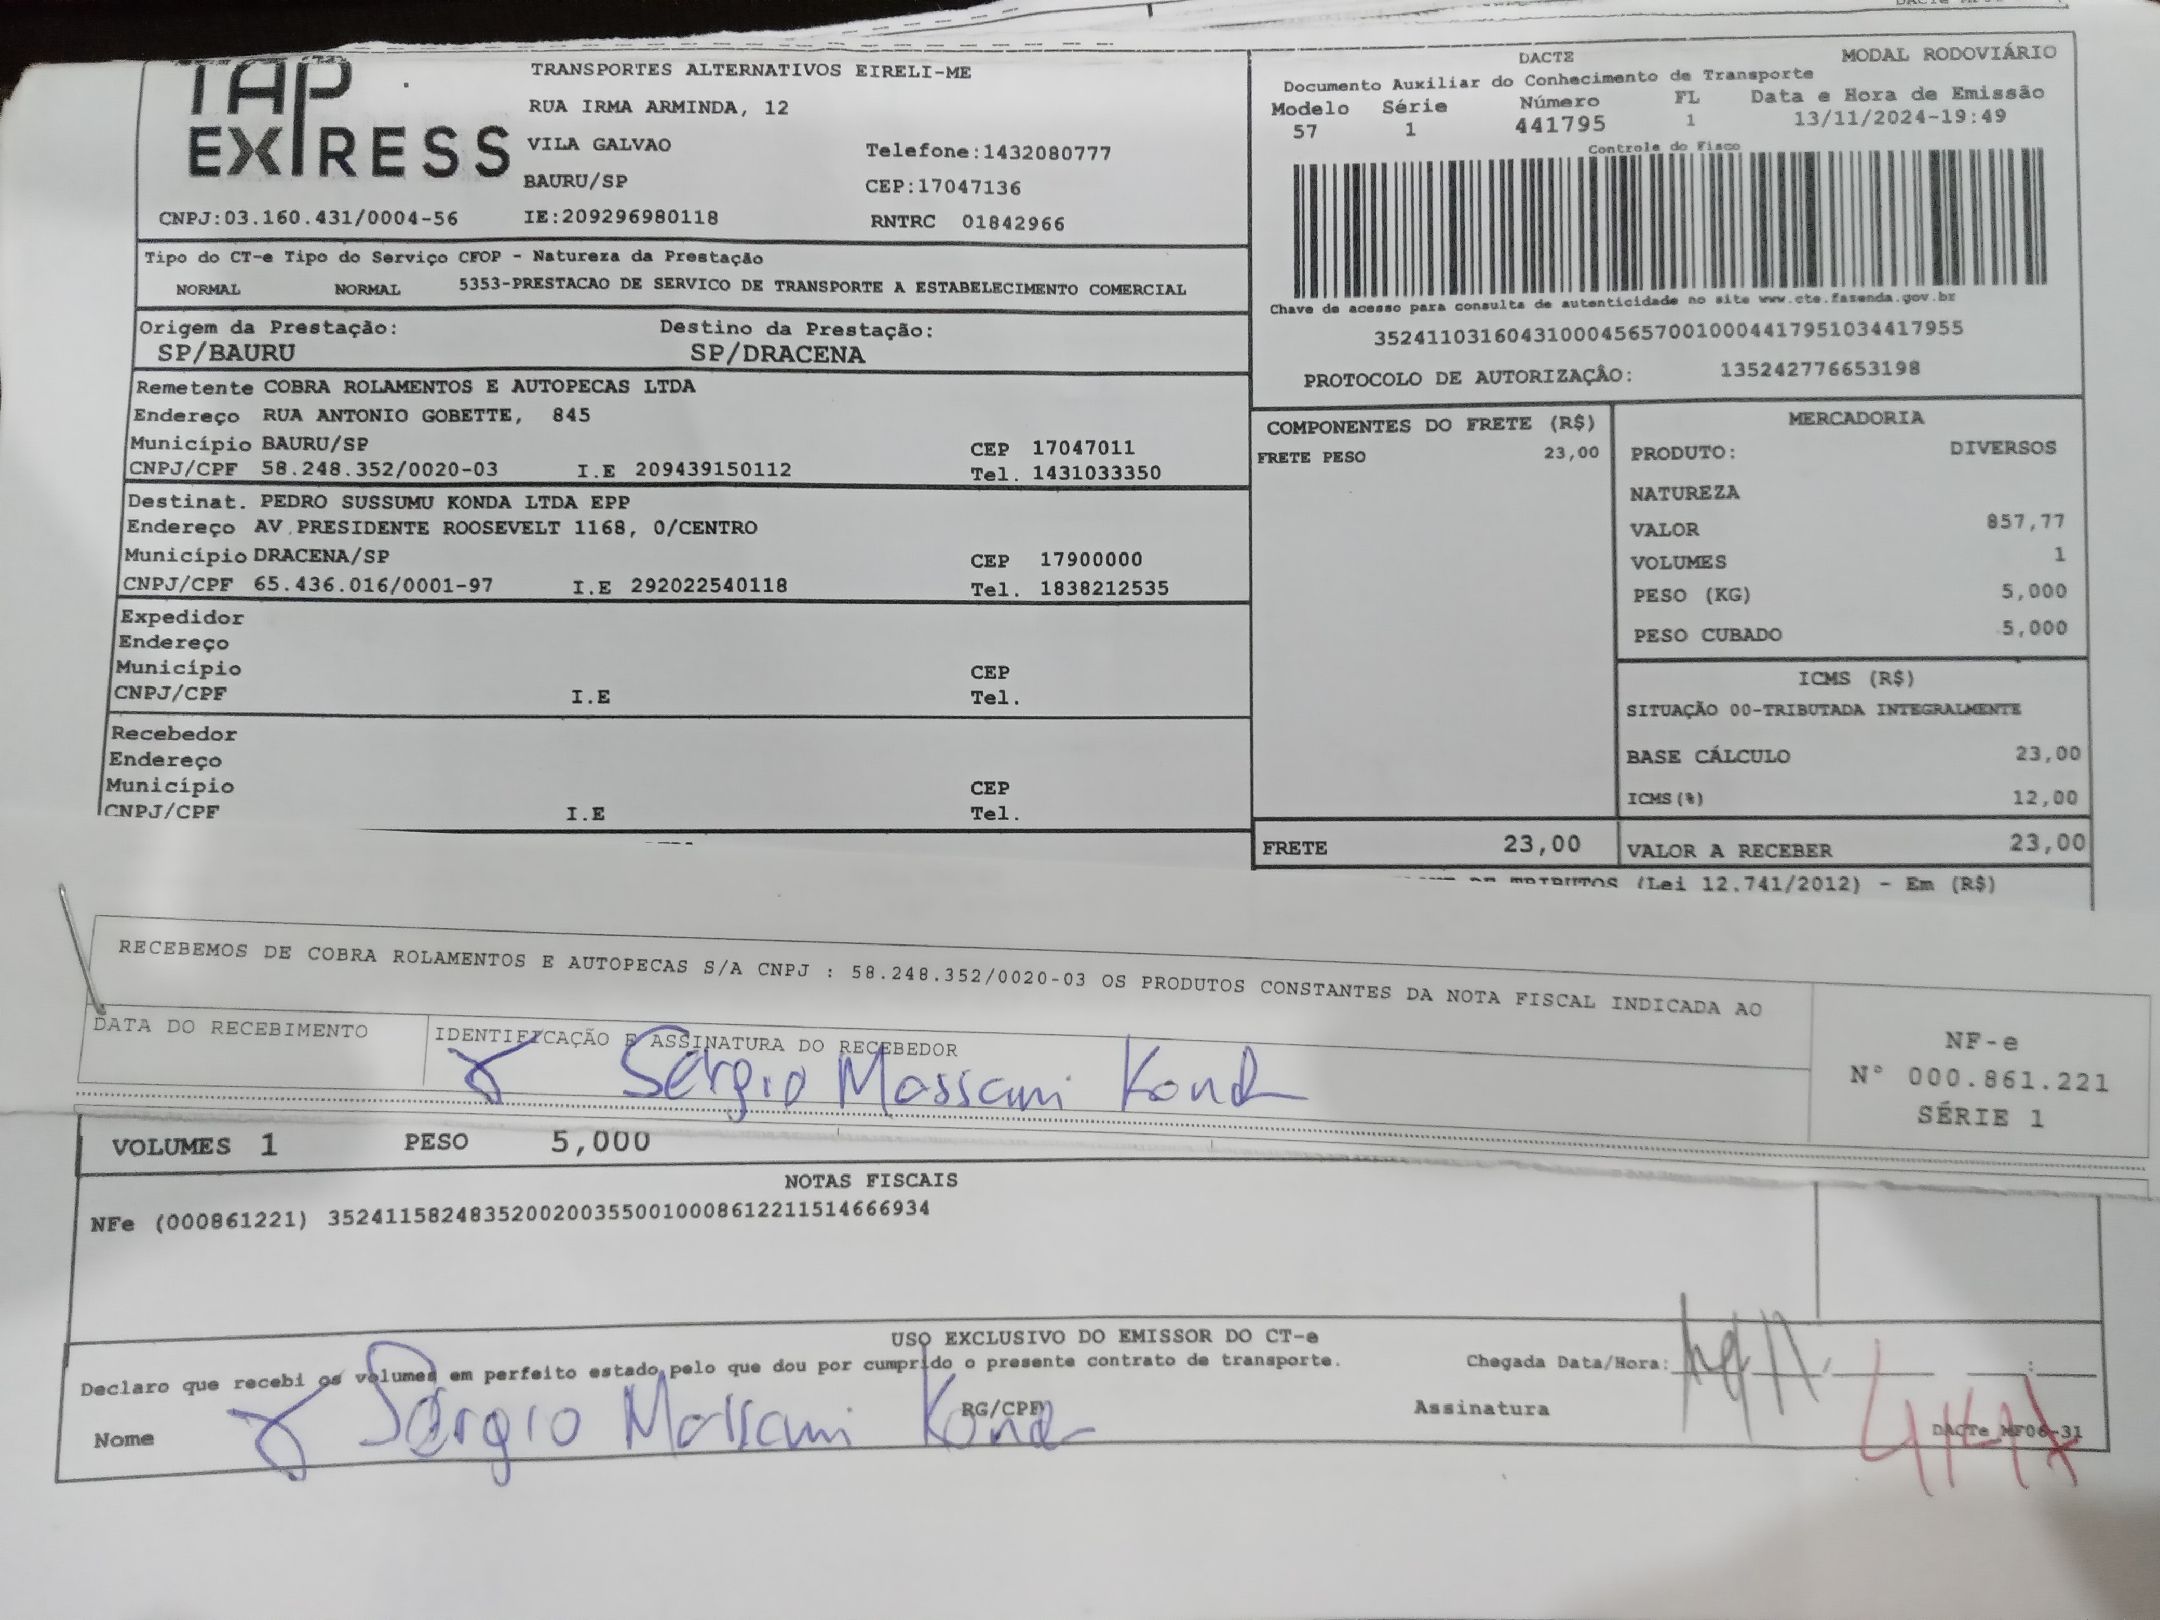 TAP
EXPRESS
TRANSPORTES ALTERNATIVOS EIRELI-ME
RUA IRMA ARMINDA, 12
VILA GALVAO
Telefone:1432080777
BAURU/SP
CEP:17047136
CNPJ:03.160.431/0004-56 IE:209296980118 RNTRC 01842966
DACTE MODAL RODOVIÁRIO
Documento Auxiliar do Conhecimento de Transporte
Modelo Série Número FL Data e Hora de Emissão
57 1 441795 1 13/11/2024-19:49
Controle do Fisco
Chave de acesso para consulta de autenticidade no site www.cte.fazenda.gov.br
35241103160431000456570010004417951034417955
PROTOCOLO DE AUTORIZAÇÂO: 135242776653198
Tipo do CT-e Tipo do Serviço CFOP - Natureza da Prestação
NORMAL NORMAL 5353-PRESTACAO DE SERVICO DE TRANSPORTE A ESTABELECIMENTO COMERCIAL
Origem da Prestação: Destino da Prestação:
SP/BAURU SP/DRACENA
Remetente COBRA ROLAMENTOS E AUTOPECAS LTDA
Endereço RUA ANTONIO GOBETTE, 845
Município BAURU/SP CEP 17047011
CNPJ/CPF 58.248.352/0020-03 I.E 209439150112 Tel. 1431033350
Destinat. PEDRO SUSSUMU KONDA LTDA EPP
Endereço AV.PRESIDENTE ROOSEVELT 1168, 0/CENTRO
Município DRACENA/SP CEP 17900000
CNPJ/CPF 65.436.016/0001-97 I.E 292022540118 Tel. 1838212535
Expedidor
Endereço
Município CEP
CNPJ/CPF I.E Tel.
Recebedor
Endereço
Município CEP
CNPJ/CPF I.E Tel.
COMPONENTES DO FRETE (R$)
FRETE PESO 23,00
MERCADORIA
PRODUTO: DIVERSOS
NATUREZA
VALOR 857,77
VOLUMES 1
PESO (KG) 5,000
PESO CUBADO 5,000
ICMS (R$)
SITUAÇÃO 00-TRIBUTADA INTEGRALMENTE
BASE CÁLCULO 23,00
ICMS(%) 12,00
FRETE 23,00 VALOR A RECEBER 23,00
DE TRIBUTOS (Lei 12.741/2012) - Em (R$)
RECEBEMOS DE COBRA ROLAMENTOS E AUTOPECAS S/A CNPJ : 58.248.352/0020-03 OS PRODUTOS CONSTANTES DA NOTA FISCAL INDICADA AO
DATA DO RECEBIMENTO IDENTIFICAÇÃO E ASSINATURA DO RECEBEDOR
Sérgio Massami Konda
NF-e
N° 000.861.221
SÉRIE 1
VOLUMES 1 PESO 5,000
NOTAS FISCAIS
NFe (000861221) 35241158248352002003550010008612211514666934
USO EXCLUSIVO DO EMISSOR DO CT-e
Declaro que recebi os volumes em perfeito estado pelo que dou por cumprido o presente contrato de transporte. Chegada Data/Hora:
Nome Sérgio Massami Konda RG/CPF Assinatura
DACTe MF06-31